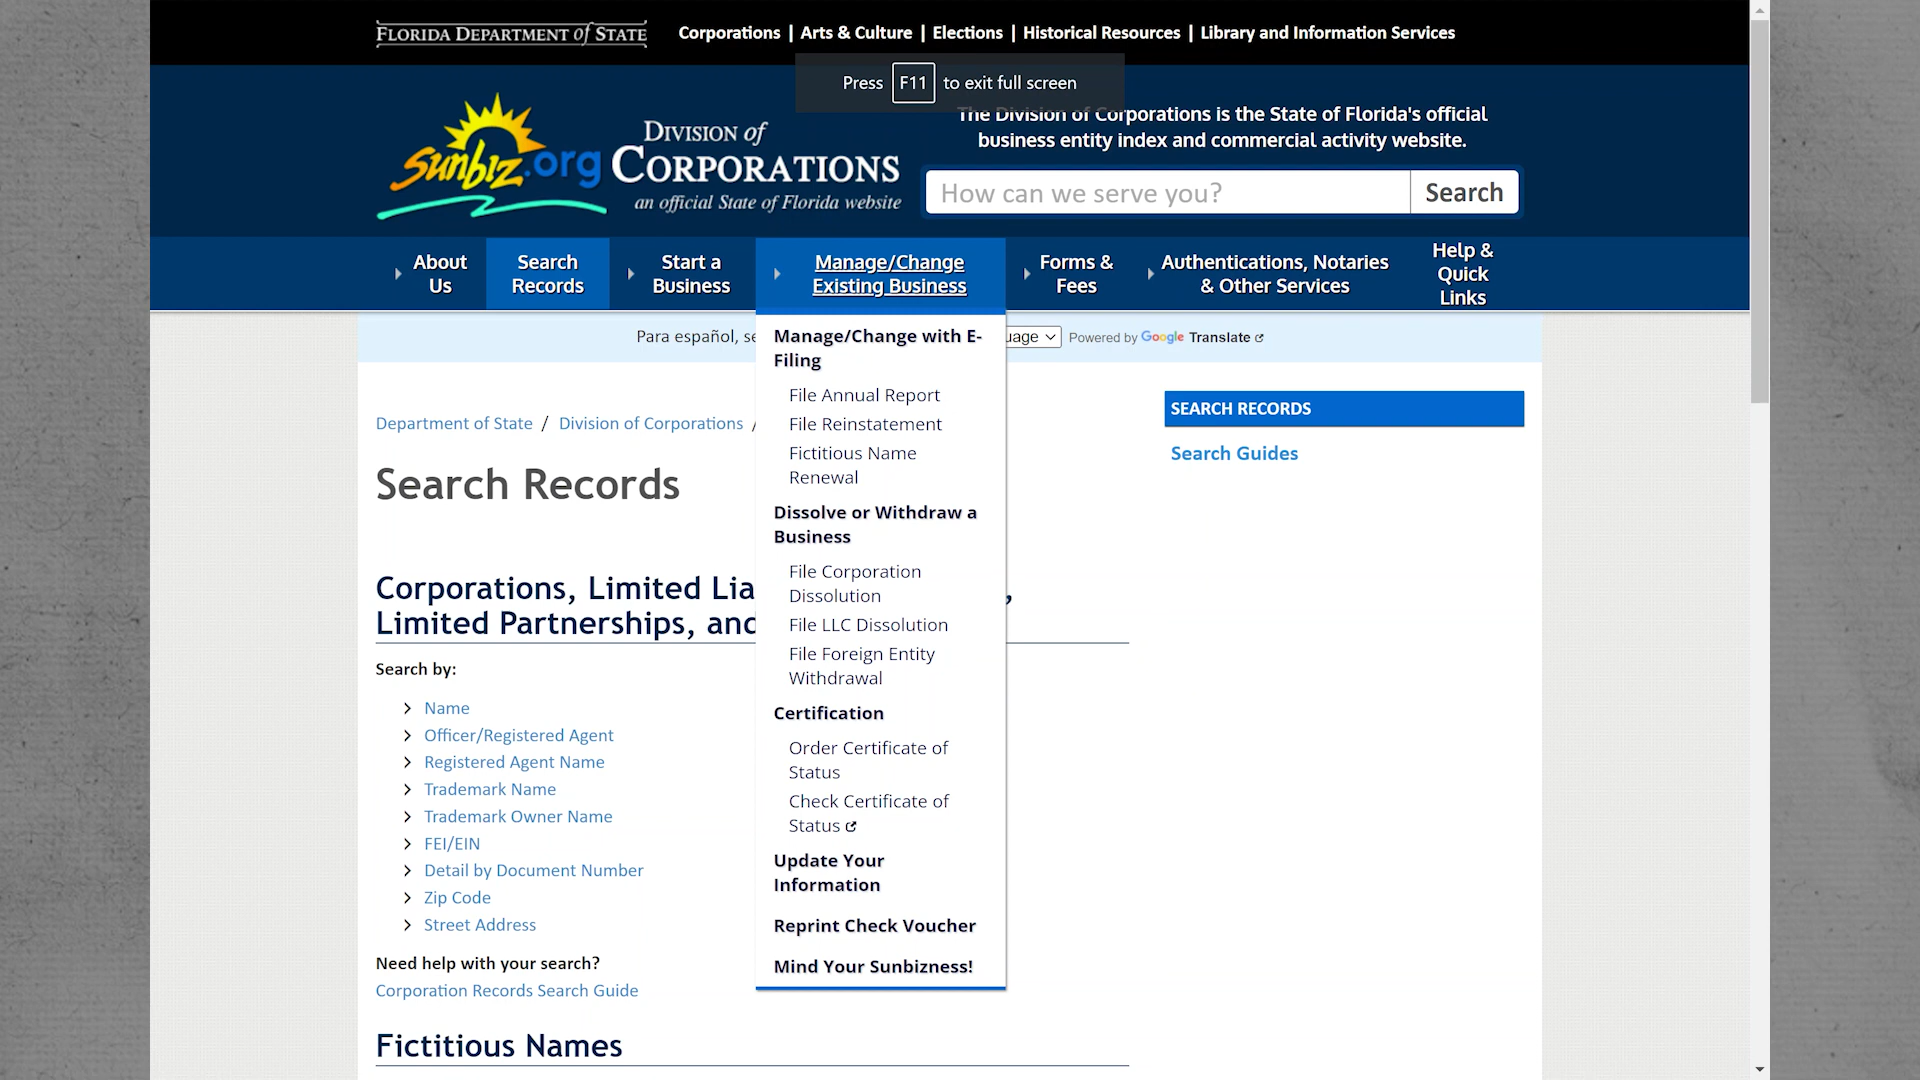 FLORIDA DEPARTMENT of STATE
Corporations | Arts & Culture | Elections | Historical Resources | Library and Information Services
Press F11 to exit full screen
The Division of Corporations is the State of Florida's official
business entity index and commercial activity website.
Sunbiz.org
DIVISION of
CORPORATIONS
an official State of Florida website
How can we serve you?
Search
About
Us
Search
Records
Start a
Business
Manage/Change
Existing Business
Forms &
Fees
Authentications, Notaries
& Other Services
Help &
Quick
Links
Para español, se
uage
Powered by Google Translate
Manage/Change with E-
Filing
File Annual Report
File Reinstatement
Fictitious Name
Renewal
Dissolve or Withdraw a
Business
File Corporation
Dissolution
File LLC Dissolution
File Foreign Entity
Withdrawal
Certification
Order Certificate of
Status
Check Certificate of
Status
Update Your
Information
Reprint Check Voucher
Mind Your Sunbizness!
Department of State / Division of Corporations /
Search Records
Corporations, Limited Lia ,
Limited Partnerships, and
Search by:
Name
Officer/Registered Agent
Registered Agent Name
Trademark Name
Trademark Owner Name
FEI/EIN
Detail by Document Number
Zip Code
Street Address
Need help with your search?
Corporation Records Search Guide
Fictitious Names
SEARCH RECORDS
Search Guides